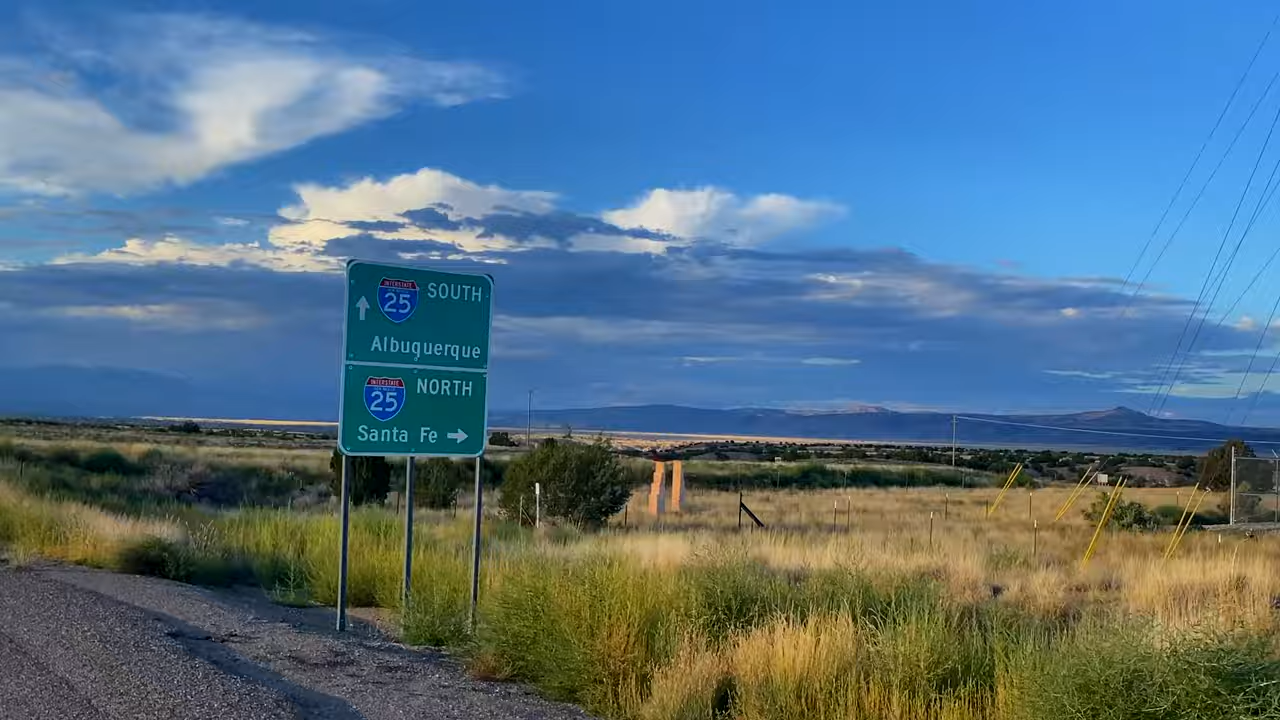 INTERSTATE
25 SOUTH
Albuquerque
INTERSTATE
25 NORTH
Santa Fe